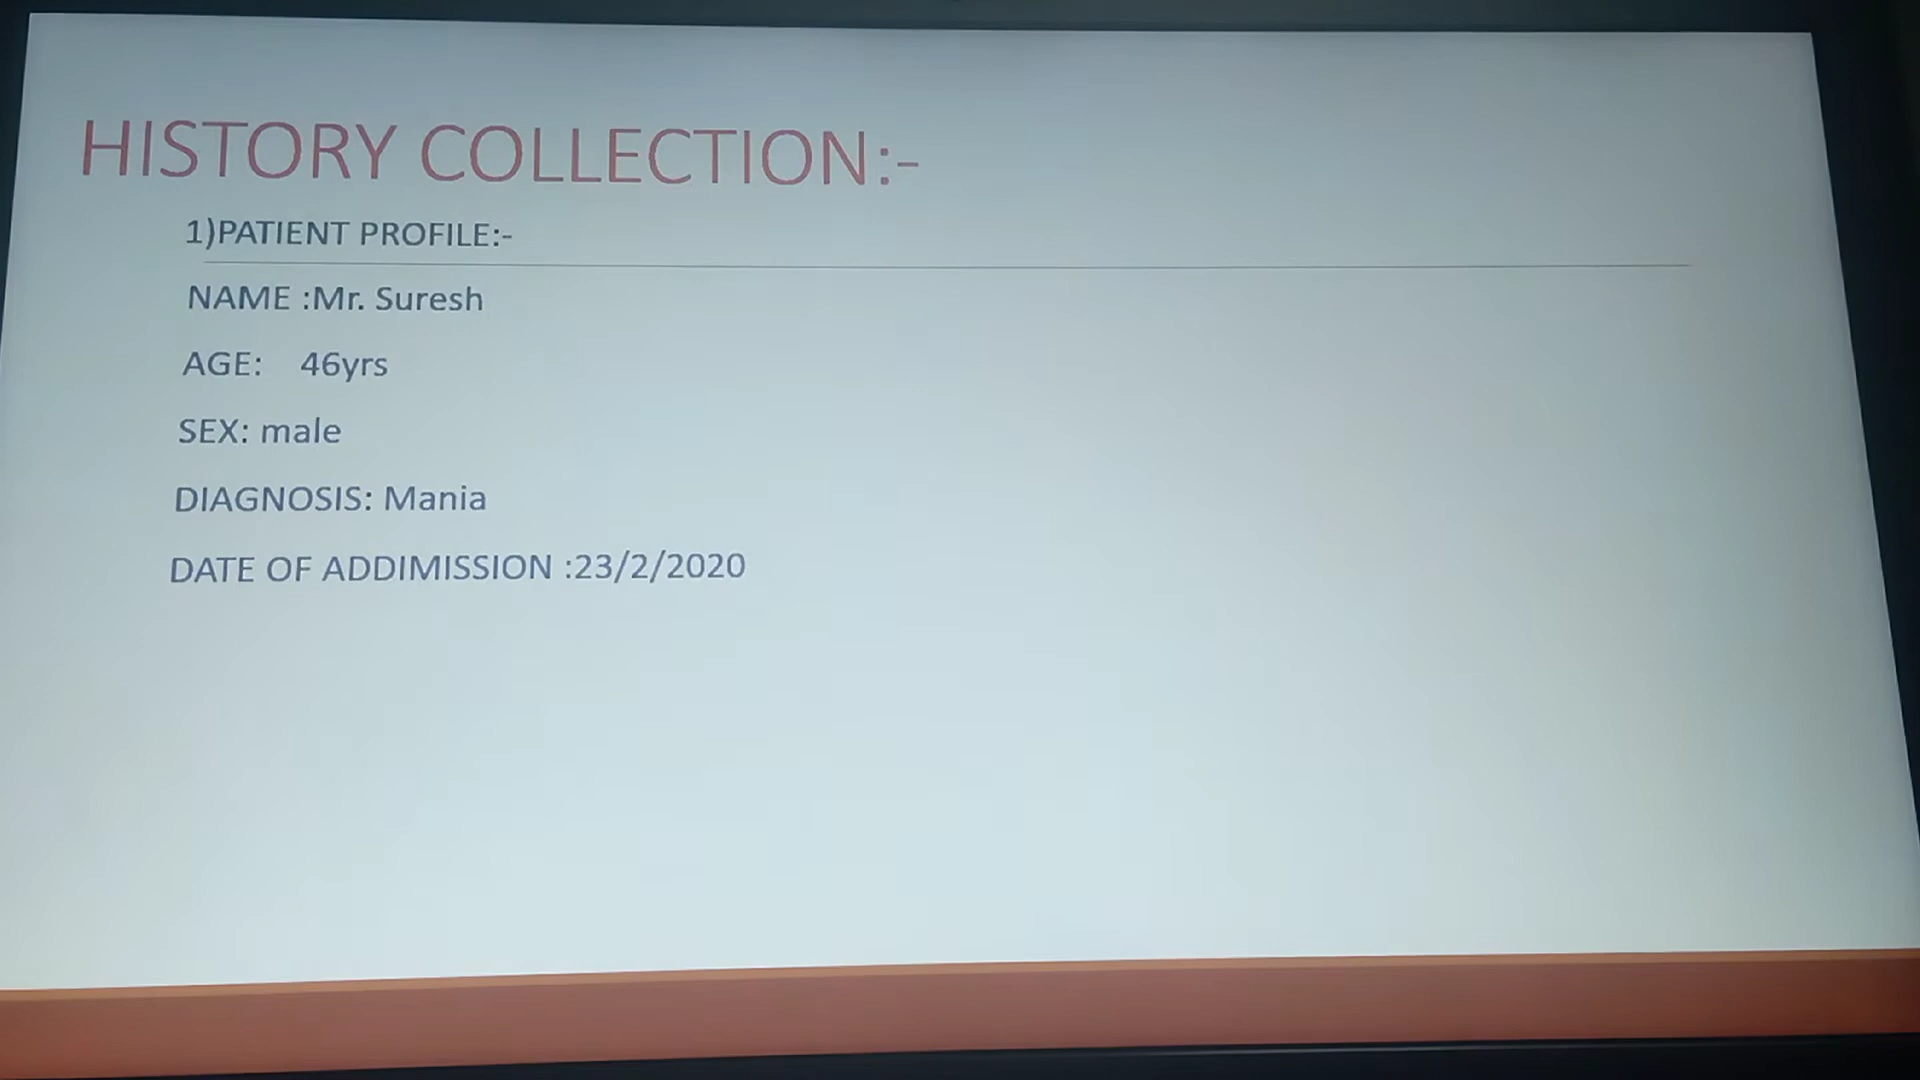 HISTORY COLLECTION:-
1)PATIENT PROFILE:-
NAME :Mr. Suresh
AGE: 46yrs
SEX: male
DIAGNOSIS: Mania
DATE OF ADDIMISSION :23/2/2020